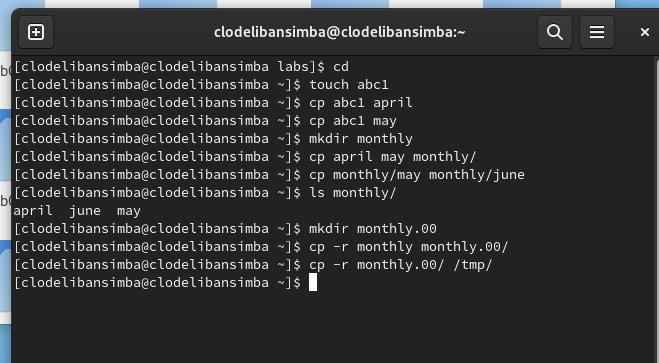 clodelibansimba@clodelibansimba:~
[clodelibansimba@clodelibansimba labs]$ cd
[clodelibansimba@clodelibansimba ~]$ touch abc1
[clodelibansimba@clodelibansimba ~]$ cp abc1 april
[clodelibansimba@clodelibansimba ~]$ cp abc1 may
[clodelibansimba@clodelibansimba ~]$ mkdir monthly
[clodelibansimba@clodelibansimba ~]$ cp april may monthly/
[clodelibansimba@clodelibansimba ~]$ cp monthly/may monthly/june
[clodelibansimba@clodelibansimba ~]$ ls monthly/
april  june  may
[clodelibansimba@clodelibansimba ~]$ mkdir monthly.00
[clodelibansimba@clodelibansimba ~]$ cp -r monthly monthly.00/
[clodelibansimba@clodelibansimba ~]$ cp -r monthly.00/ /tmp/
[clodelibansimba@clodelibansimba ~]$